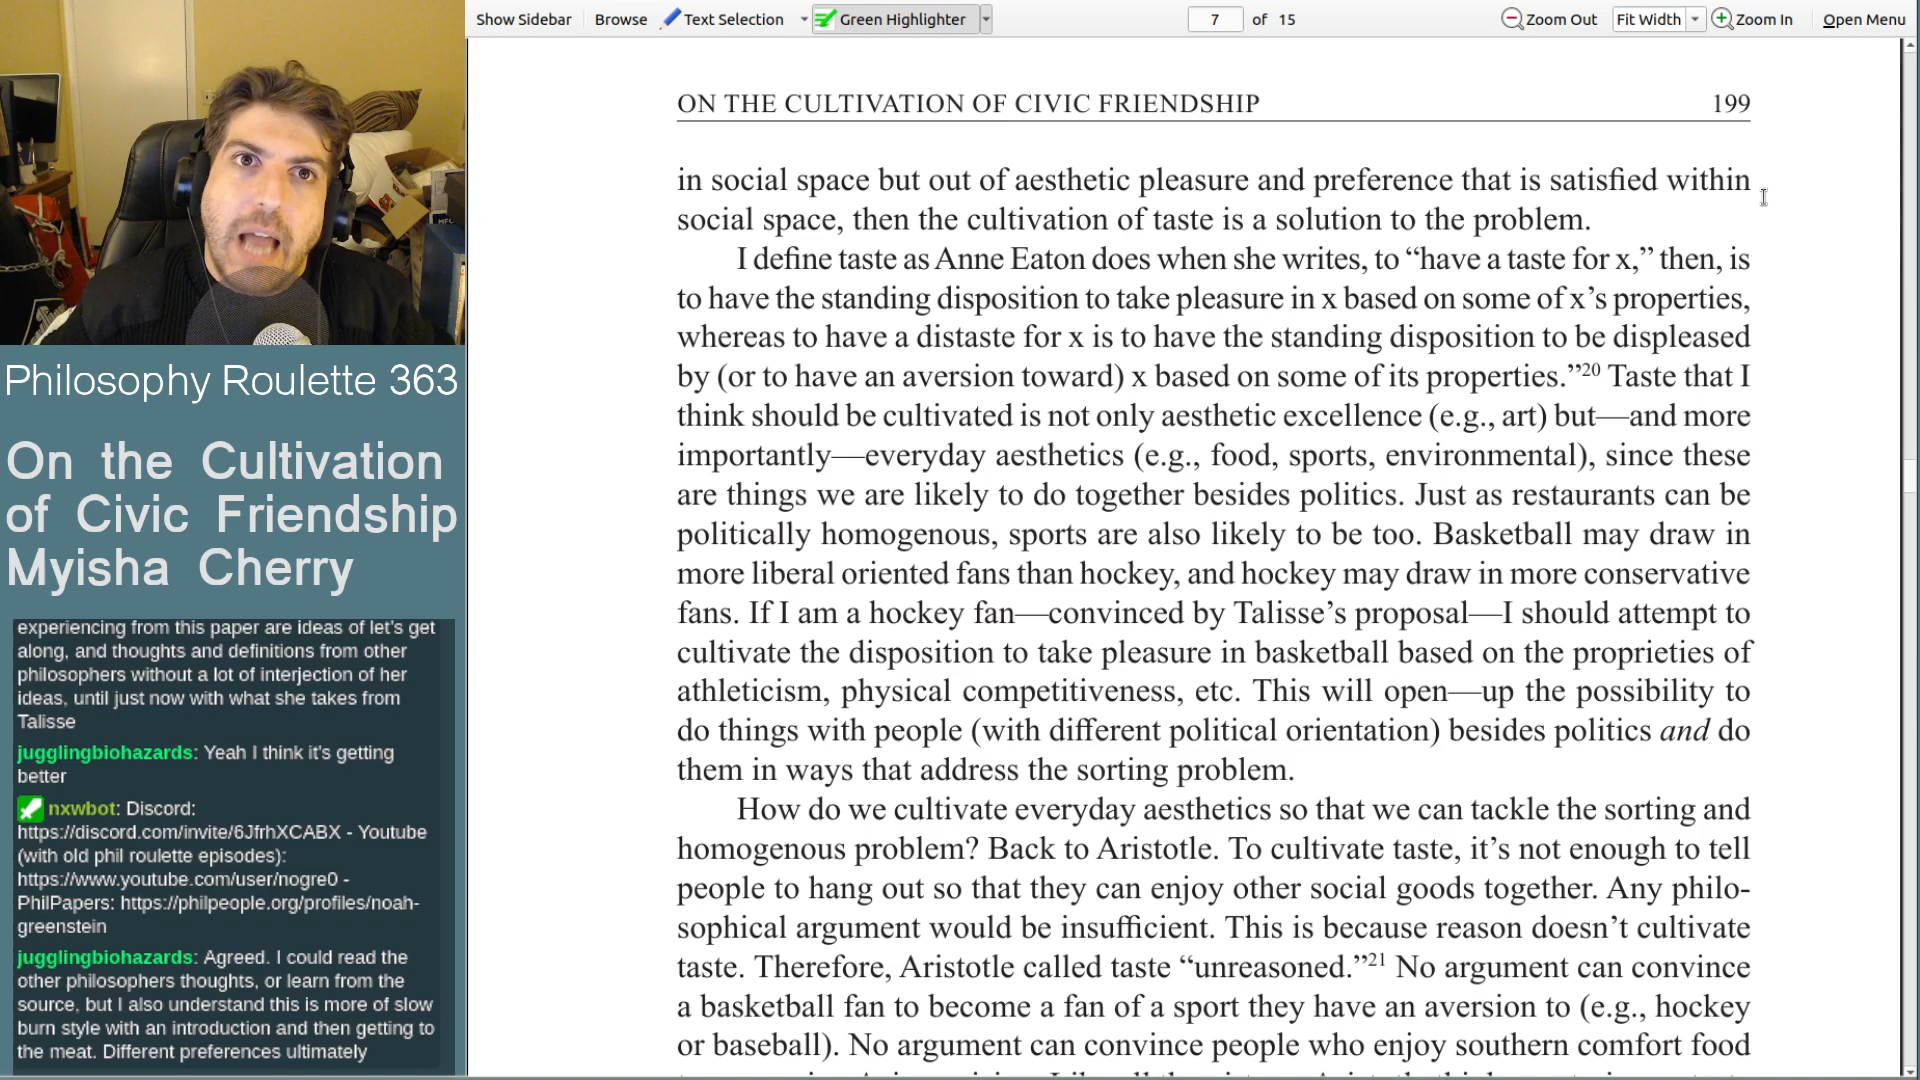 Show Sidebar Browse Text Selection Green Highlighter 7 of 15 Zoom Out Fit Width Zoom In Open Menu
ON THE CULTIVATION OF CIVIC FRIENDSHIP 199
in social space but out of aesthetic pleasure and preference that is satisfied within
social space, then the cultivation of taste is a solution to the problem.
I define taste as Anne Eaton does when she writes, to “have a taste for x,” then, is
to have the standing disposition to take pleasure in x based on some of x’s properties,
whereas to have a distaste for x is to have the standing disposition to be displeased
by (or to have an aversion toward) x based on some of its properties.”20 Taste that I
think should be cultivated is not only aesthetic excellence (e.g., art) but—and more
importantly—everyday aesthetics (e.g., food, sports, environmental), since these
are things we are likely to do together besides politics. Just as restaurants can be
politically homogenous, sports are also likely to be too. Basketball may draw in
more liberal oriented fans than hockey, and hockey may draw in more conservative
fans. If I am a hockey fan—convinced by Talisse’s proposal—I should attempt to
cultivate the disposition to take pleasure in basketball based on the proprieties of
athleticism, physical competitiveness, etc. This will open—up the possibility to
do things with people (with different political orientation) besides politics and do
them in ways that address the sorting problem.
How do we cultivate everyday aesthetics so that we can tackle the sorting and
homogenous problem? Back to Aristotle. To cultivate taste, it’s not enough to tell
people to hang out so that they can enjoy other social goods together. Any philo-
sophical argument would be insufficient. This is because reason doesn’t cultivate
taste. Therefore, Aristotle called taste “unreasoned.”21 No argument can convince
a basketball fan to become a fan of a sport they have an aversion to (e.g., hockey
or baseball). No argument can convince people who enjoy southern comfort food
Philosophy Roulette 363
On the Cultivation
of Civic Friendship
Myisha Cherry
experiencing from this paper are ideas of let's get
along, and thoughts and definitions from other
philosophers without a lot of interjection of her
ideas, until just now with what she takes from
Talisse
jugglingbiohazards: Yeah I think it's getting
better
nxwbot: Discord:
https://discord.com/invite/6JfrhXCABX - Youtube
(with old phil roulette episodes):
https://www.youtube.com/user/nogre0 -
PhilPapers: https://philpeople.org/profiles/noah-
greenstein
jugglingbiohazards: Agreed. I could read the
other philosophers thoughts, or learn from the
source, but I also understand this is more of slow
burn style with an introduction and then getting to
the meat. Different preferences ultimately